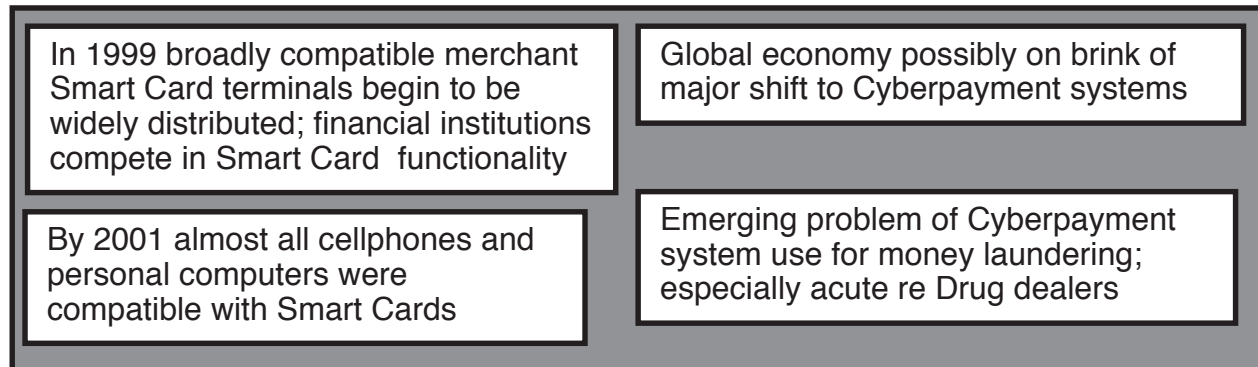 In 1999 broadly compatible merchant
Smart Card terminals begin to be
widely distributed; financial institutions
compete in Smart Card  functionality
By 2001 almost all cellphones and
personal computers were
compatible with Smart Cards
Global economy possibly on brink of
major shift to Cyberpayment systems
Emerging problem of Cyberpayment
system use for money laundering;
especially acute re Drug dealers